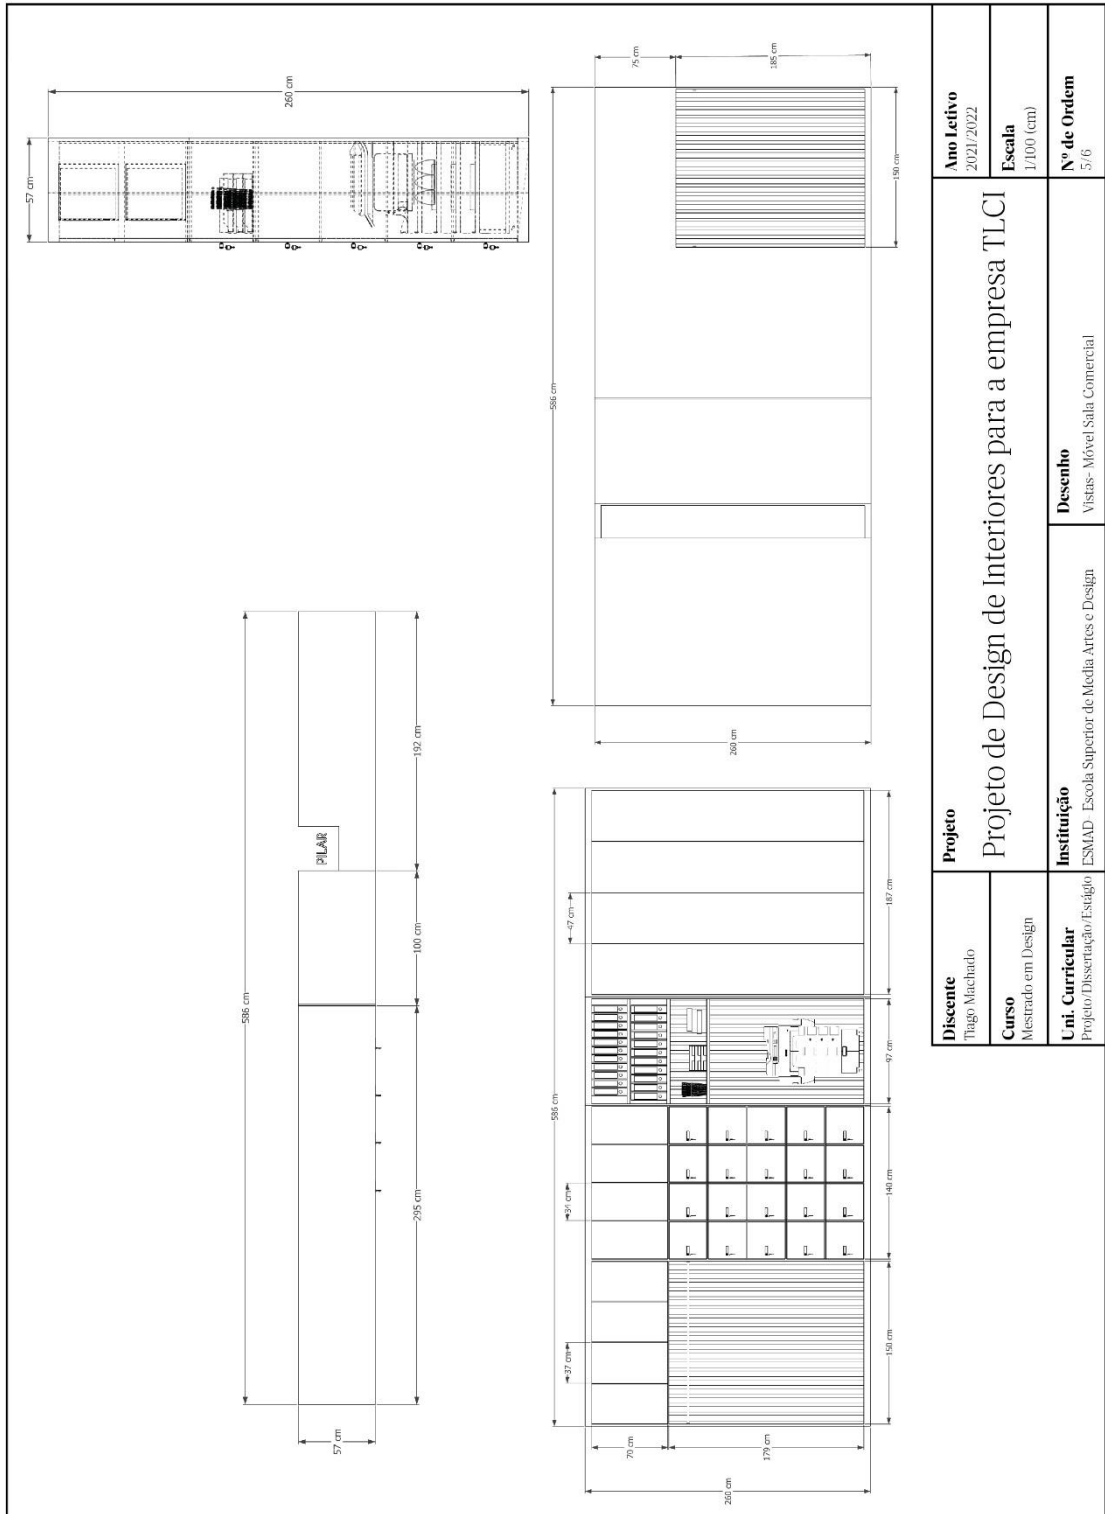 57 cm
260 cm
586 cm
57 cm
295 cm
100 cm
192 cm
PILAR
586 cm
75 cm
185 cm
260 cm
150 cm
586 cm
37 cm
34 cm
47 cm
70 cm
179 cm
260 cm
150 cm
140 cm
97 cm
187 cm
Discente
Tiago Machado
Curso
Mestrado em Design
Uni. Curricular
Projeto/Dissertação/Estágio
Projeto
Projeto de Design de Interiores para a empresa TLCI
Instituição
ESMAD- Escola Superior de Media Artes e Design
Desenho
Vistas- Móvel Sala Comercial
Ano Letivo
2021/2022
Escala
1/100 (cm)
Nº de Ordem
5/6